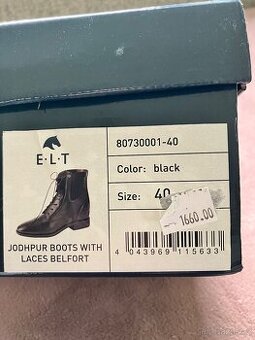 E·L·T
80730001-40
Color: black
Size: 40
1660.00
JODHPUR BOOTS WITH
LACES BELFORT
4 043969 115633